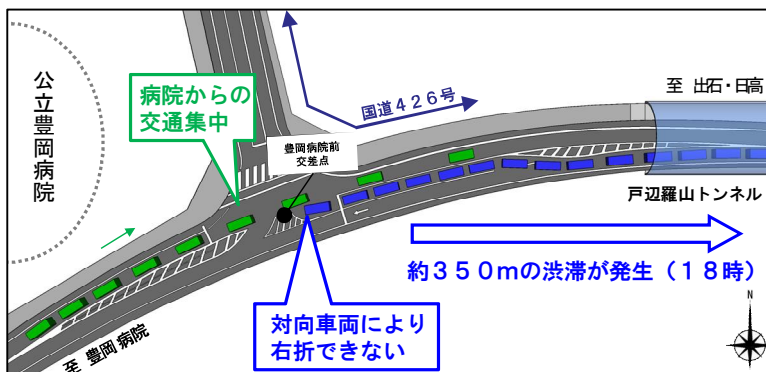 公立豊岡病院
病院からの
交通集中
豊岡病院前
交差点
国道426号
至 出石・日高
戸辺羅山トンネル
約350mの渋滞が発生(18時)
対向車両により
右折できない
至 豊岡病院
N